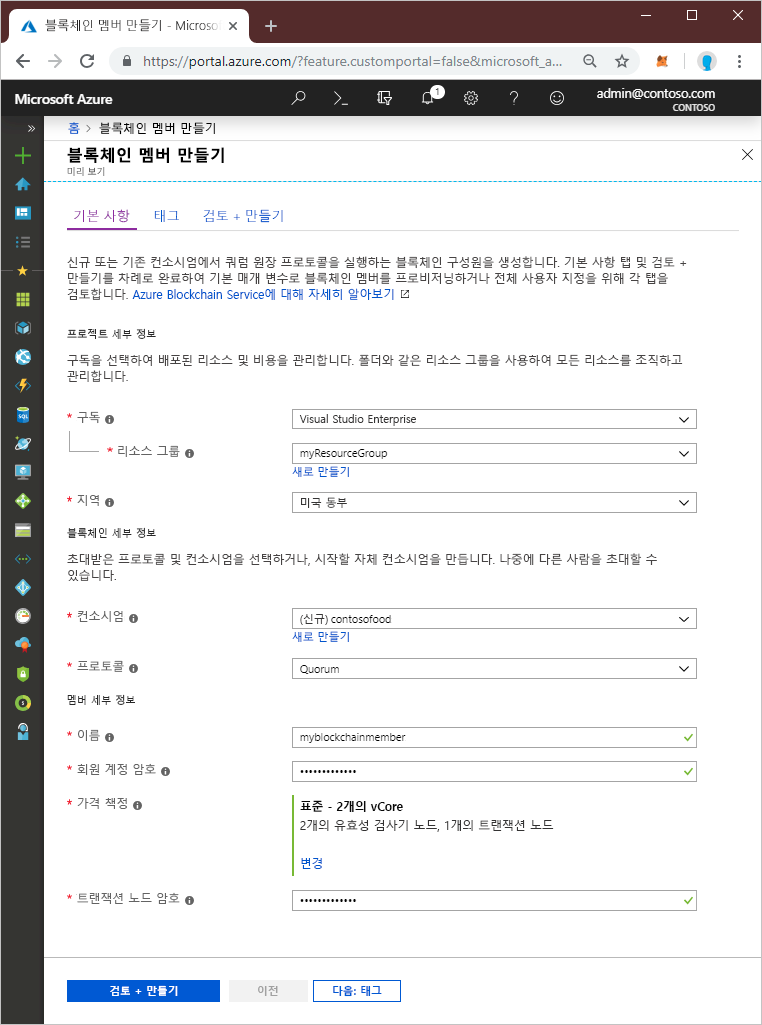 블록체인 멤버 만들기 - Microso
https://portal.azure.com/?feature.customportal=false&microsoft_a...
Microsoft Azure
1
admin@contoso.com
CONTOSO
홈 > 블록체인 멤버 만들기
블록체인 멤버 만들기
미리 보기
기본 사항 태그 검토 + 만들기
신규 또는 기존 컨소시엄에서 쿼럼 원장 프로토콜을 실행하는 블록체인 구성원을 생성합니다. 기본 사항 탭 및 검토 +
만들기를 차례로 완료하여 기본 매개 변수로 블록체인 멤버를 프로비저닝하거나 전체 사용자 지정을 위해 각 탭을
검토합니다. Azure Blockchain Service에 대해 자세히 알아보기
프로젝트 세부 정보
구독을 선택하여 배포된 리소스 및 비용을 관리합니다. 폴더와 같은 리소스 그룹을 사용하여 모든 리소스를 조직하고
관리합니다.
* 구독 Visual Studio Enterprise
* 리소스 그룹 myResourceGroup
새로 만들기
* 지역 미국 동부
블록체인 세부 정보
초대받은 프로토콜 및 컨소시엄을 선택하거나, 시작할 자체 컨소시엄을 만듭니다. 나중에 다른 사람을 초대할 수
있습니다.
* 컨소시엄 (신규) contosofood
새로 만들기
* 프로토콜 Quorum
멤버 세부 정보
* 이름 myblockchainmember
* 회원 계정 암호 •••••••••••••
* 가격 책정 표준 - 2개의 vCore
2개의 유효성 검사기 노드, 1개의 트랜잭션 노드
변경
* 트랜잭션 노드 암호 •••••••••••••
검토 + 만들기 이전 다음: 태그